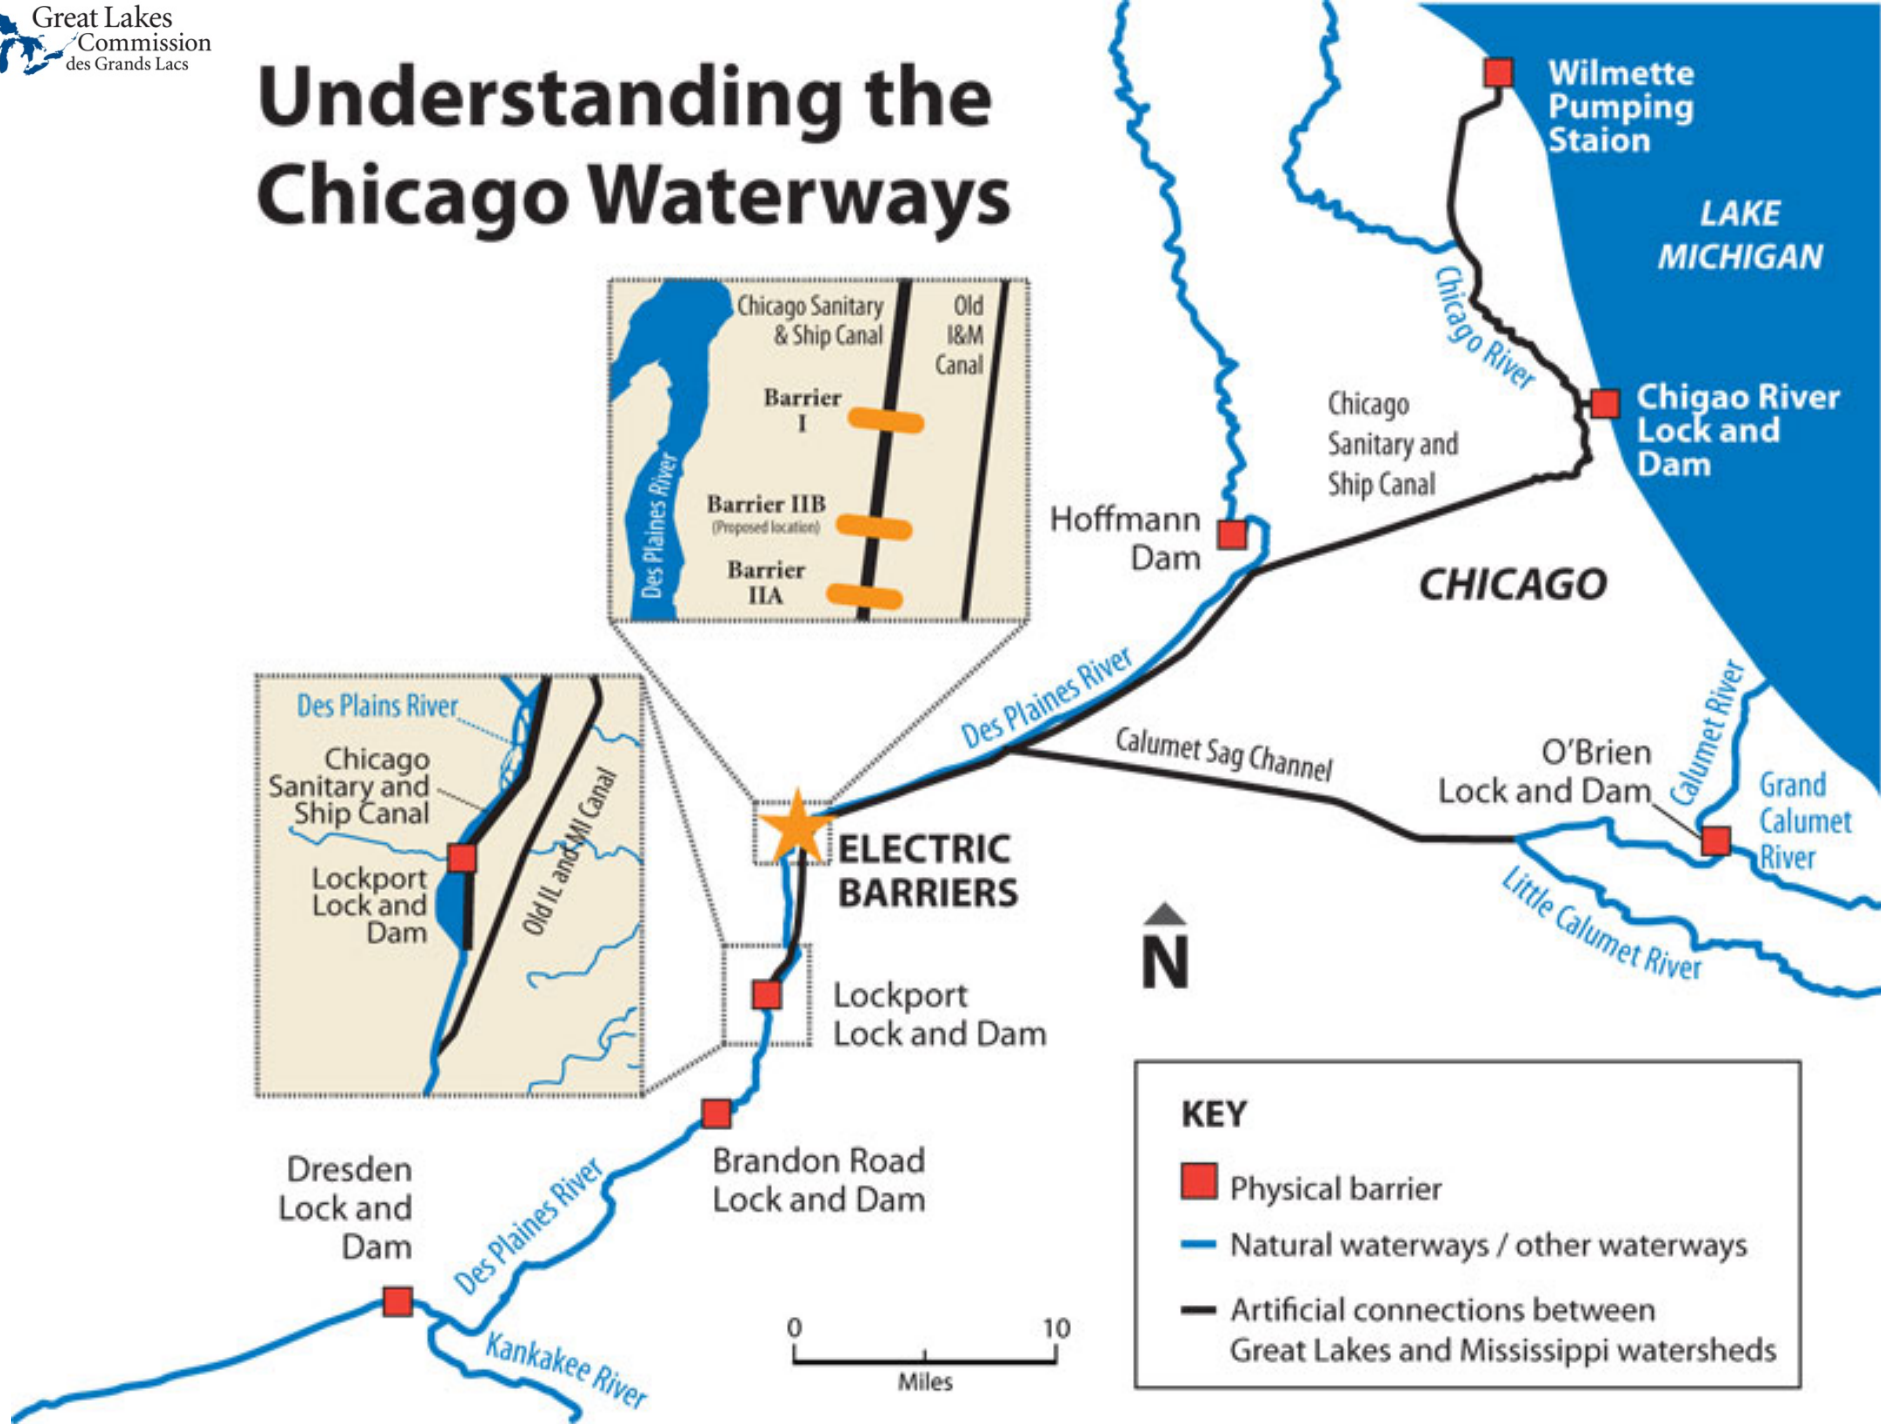 Great Lakes
Commission
des Grands Lacs
Understanding the
Chicago Waterways
Wilmette
Pumping
Staion
LAKE
MICHIGAN
Chicago River
Chigao River
Lock and
Dam
Chicago
Sanitary and
Ship Canal
Hoffmann
Dam
CHICAGO
Chicago Sanitary
& Ship Canal
Old
I&M
Canal
Barrier
I
Barrier IIB
(Proposed location)
Barrier
IIA
Des Plaines River
Des Plaines River
Calumet Sag Channel
O'Brien
Lock and Dam
Calumet River
Grand
Calumet
River
Little Calumet River
ELECTRIC
BARRIERS
Des Plains River
Chicago
Sanitary and
Ship Canal
Lockport
Lock and
Dam
Old IL and MI Canal
N
Lockport
Lock and Dam
Brandon Road
Lock and Dam
Dresden
Lock and
Dam
Des Plaines River
Kankakee River
0 10
Miles
KEY
Physical barrier
Natural waterways / other waterways
Artificial connections between
Great Lakes and Mississippi watersheds